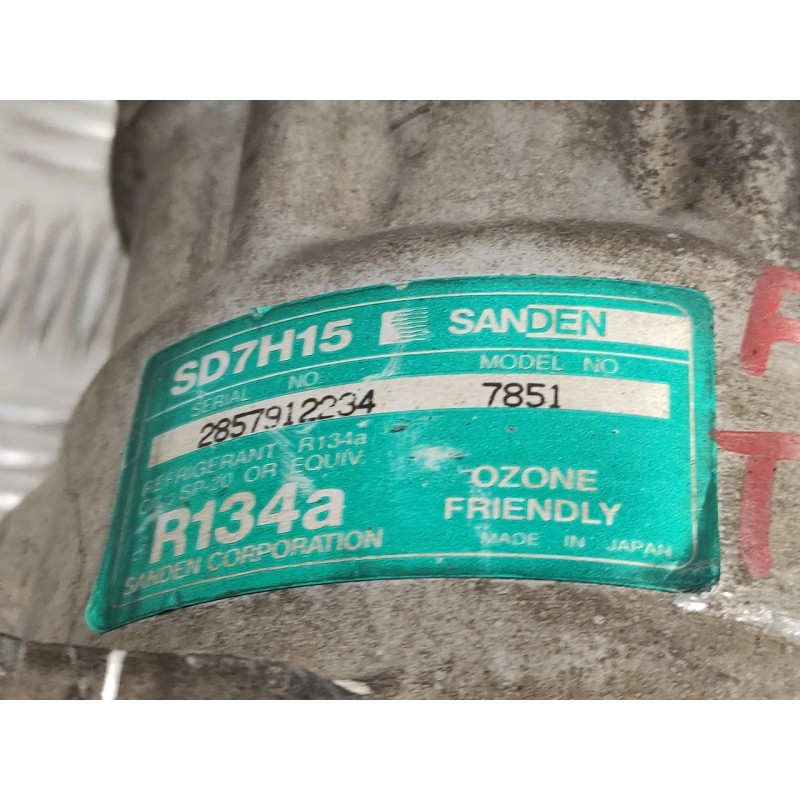 SD7H15 SANDEN
SERIAL NO. MODEL NO
2857912234 7851
REFRIGERANT R134a
OIL SP-20 OR EQUIV.
R134a
SANDEN CORPORATION
OZONE
FRIENDLY
MADE IN JAPAN
T